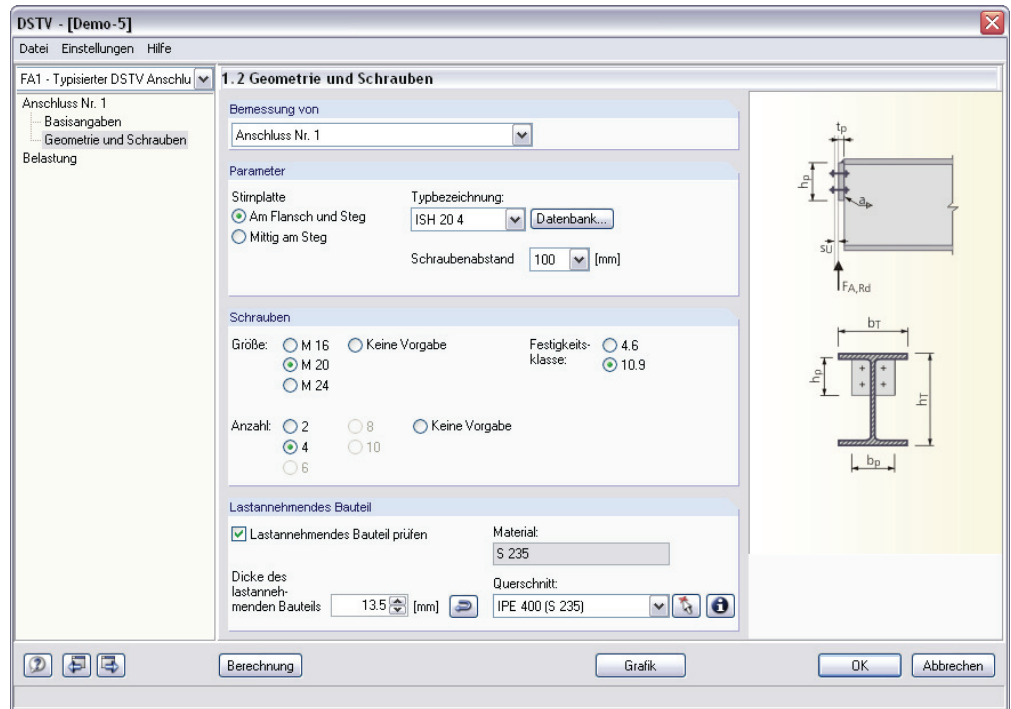 DSTV - [Demo-5]
Datei Einstellungen Hilfe
FA1 - Typisierter DSTV Anschlu
Anschluss Nr. 1
Basisangaben
Geometrie und Schrauben
Belastung
1.2 Geometrie und Schrauben
Bemessung von
Anschluss Nr. 1
Parameter
Stirnplatte
Am Flansch und Steg
Mittig am Steg
Typbezeichnung:
ISH 20 4
Datenbank...
Schraubenabstand 100 [mm]
Schrauben
Größe:
M 16
M 20
M 24
Keine Vorgabe
Festigkeits-
klasse:
4.6
10.9
Anzahl:
2
4
6
8
10
Keine Vorgabe
Lastannehmendes Bauteil
Lastannehmendes Bauteil prüfen
Material:
S 235
Dicke des
lastanneh-
menden Bauteils 13.5 [mm]
Querschnitt:
IPE 400 (S 235)
tp
hp
a
sü
FA,Rd
bT
hp
hT
bp
Berechnung
Grafik
OK
Abbrechen